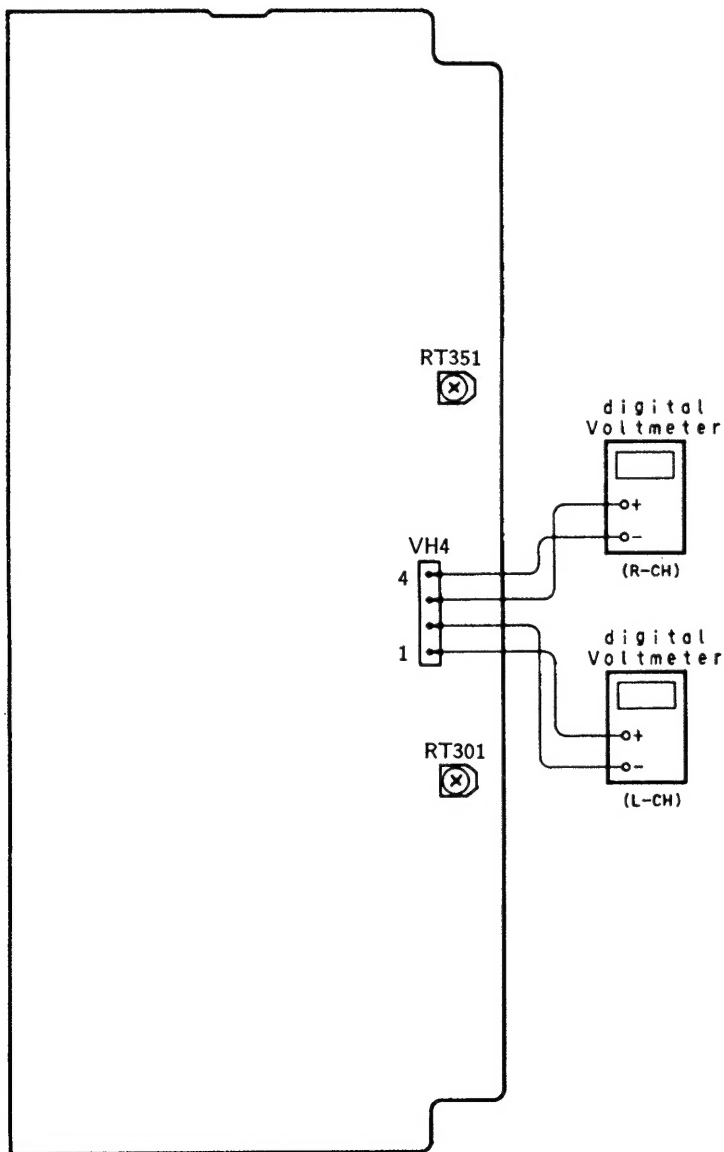 RT351
digital
Voltmeter
+
-
(R-CH)
VH4
4
1
digital
Voltmeter
+
-
(L-CH)
RT301